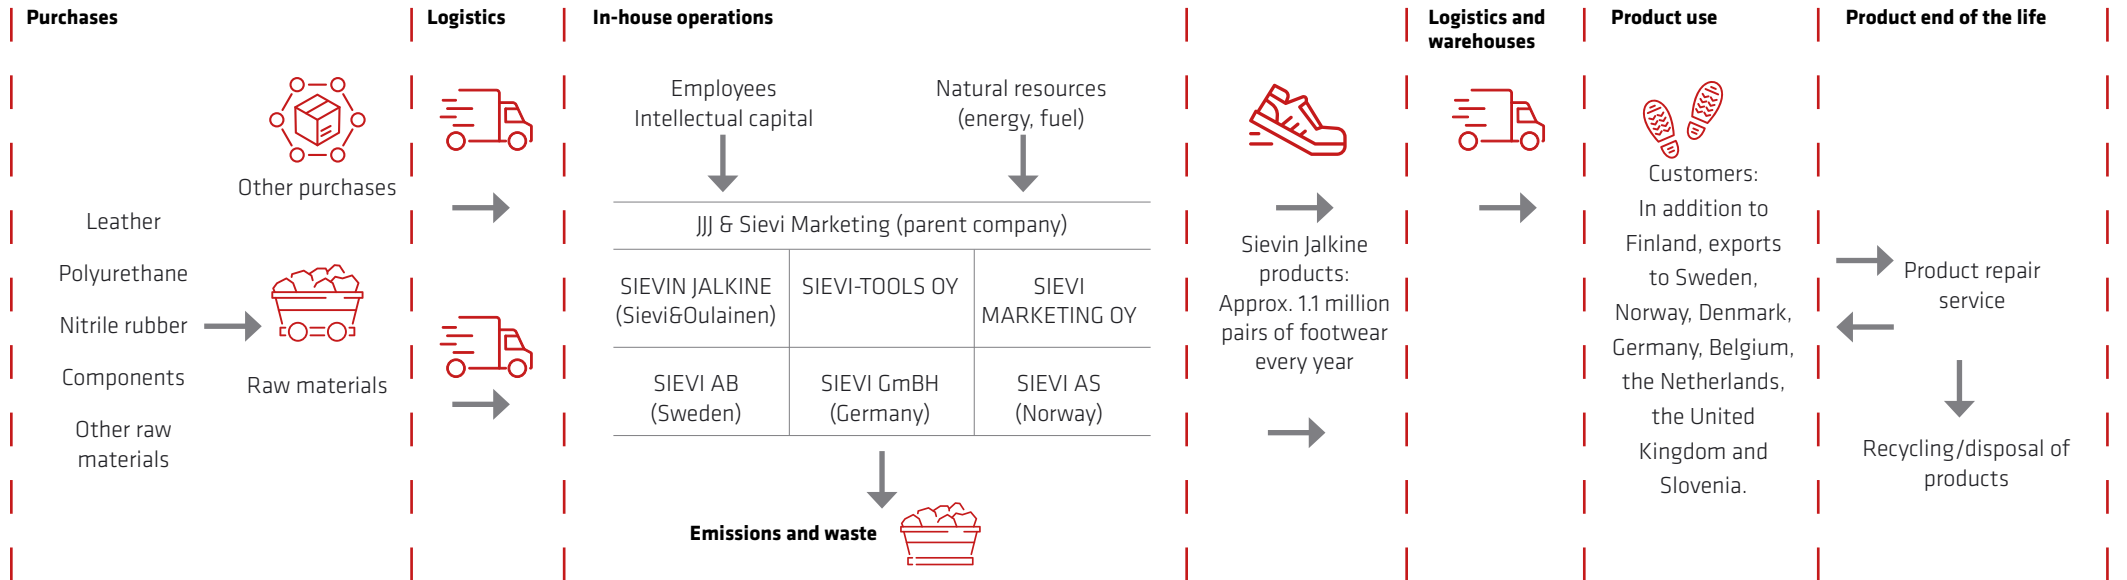 Purchases
Other purchases
Leather
Polyurethane
Nitrile rubber
Components
Other raw
materials
Raw materials
Logistics
In-house operations
Employees
Intellectual capital
Natural resources
(energy, fuel)
JJJ & Sievi Marketing (parent company)
SIEVIN JALKINE
(Sievi&Oulainen)
SIEVI-TOOLS OY
SIEVI
MARKETING OY
SIEVI AB
(Sweden)
SIEVI GmBH
(Germany)
SIEVI AS
(Norway)
Emissions and waste
Sievin Jalkine
products:
Approx. 1.1 million
pairs of footwear
every year
Logistics and
warehouses
Product use
Customers:
In addition to
Finland, exports
to Sweden,
Norway, Denmark,
Germany, Belgium,
the Netherlands,
the United
Kingdom and
Slovenia.
Product end of the life
Product repair
service
Recycling/disposal of
products